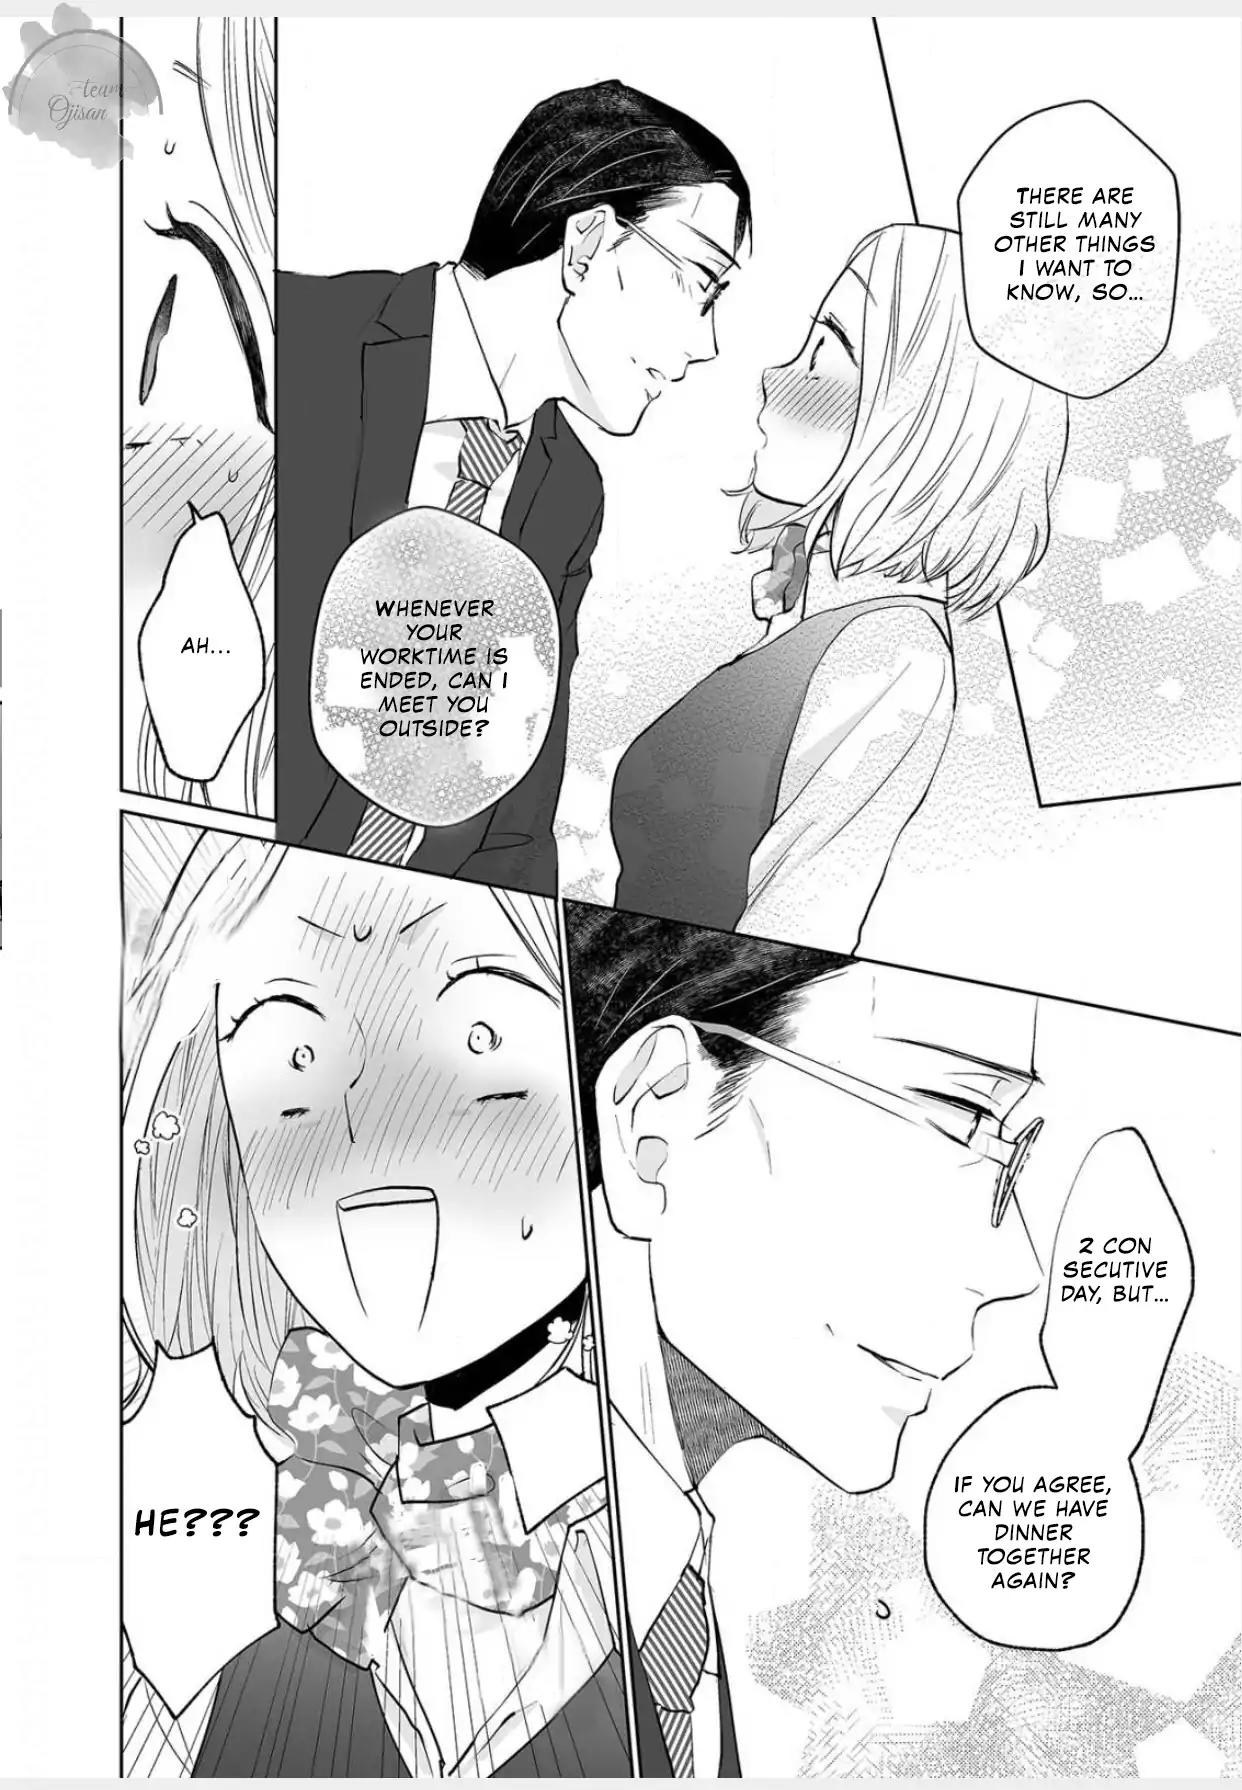 team
Ojisan
THERE ARE
STILL MANY
OTHER THINGS
I WANT TO
KNOW, SO...
WHENEVER
YOUR
WORKTIME IS
ENDED, CAN I
MEET YOU
OUTSIDE?
AH...
2 CON
SECUTIVE
DAY, BUT...
IF YOU AGREE,
CAN WE HAVE
DINNER
TOGETHER
AGAIN?
HE???